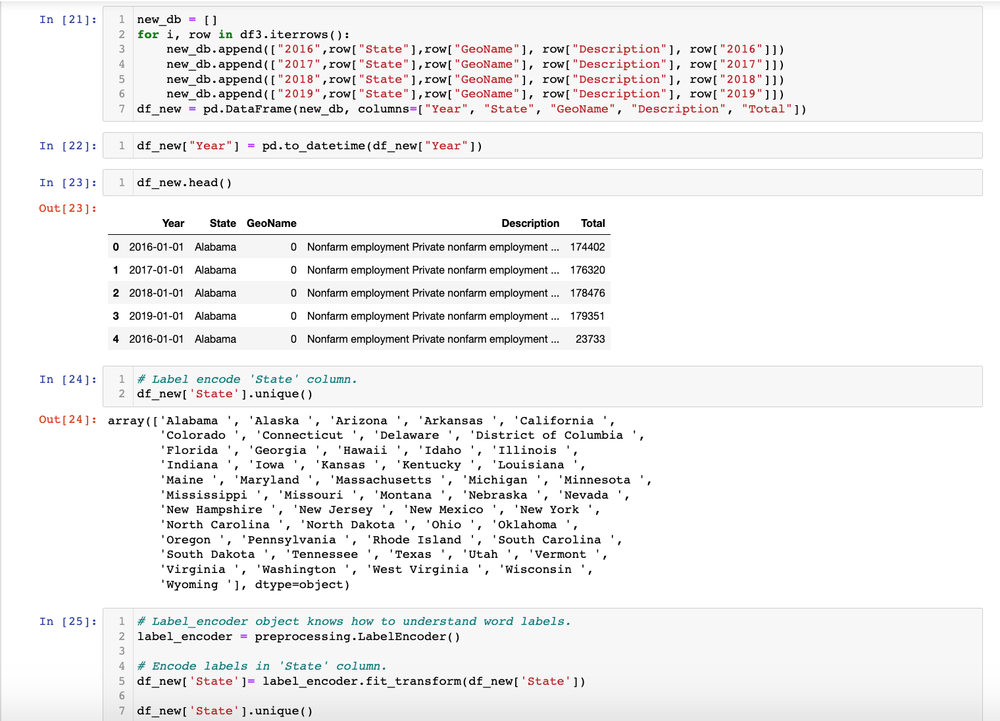 In [21]:
1 new_db = []
2 for i, row in df3.iterrows():
3     new_db.append(["2016",row["State"],row["GeoName"], row["Description"], row["2016"]])
4     new_db.append(["2017",row["State"],row["GeoName"], row["Description"], row["2017"]])
5     new_db.append(["2018",row["State"],row["GeoName"], row["Description"], row["2018"]])
6     new_db.append(["2019",row["State"],row["GeoName"], row["Description"], row["2019"]])
7 df_new = pd.DataFrame(new_db, columns=["Year", "State", "GeoName", "Description", "Total"])
In [22]:
1 df_new["Year"] = pd.to_datetime(df_new["Year"])
In [23]:
1 df_new.head()
Out[23]:
Year State GeoName Description Total
0 2016-01-01 Alabama 0 Nonfarm employment Private nonfarm employment ... 174402
1 2017-01-01 Alabama 0 Nonfarm employment Private nonfarm employment ... 176320
2 2018-01-01 Alabama 0 Nonfarm employment Private nonfarm employment ... 178476
3 2019-01-01 Alabama 0 Nonfarm employment Private nonfarm employment ... 179351
4 2016-01-01 Alabama 0 Nonfarm employment Private nonfarm employment ... 23733
In [24]:
1 # Label encode 'State' column.
2 df_new['State'].unique()
Out[24]:
array(['Alabama ', 'Alaska ', 'Arizona ', 'Arkansas ', 'California ',
       'Colorado ', 'Connecticut ', 'Delaware ', 'District of Columbia ',
       'Florida ', 'Georgia ', 'Hawaii ', 'Idaho ', 'Illinois ',
       'Indiana ', 'Iowa ', 'Kansas ', 'Kentucky ', 'Louisiana ',
       'Maine ', 'Maryland ', 'Massachusetts ', 'Michigan ', 'Minnesota ',
       'Mississippi ', 'Missouri ', 'Montana ', 'Nebraska ', 'Nevada ',
       'New Hampshire ', 'New Jersey ', 'New Mexico ', 'New York ',
       'North Carolina ', 'North Dakota ', 'Ohio ', 'Oklahoma ',
       'Oregon ', 'Pennsylvania ', 'Rhode Island ', 'South Carolina ',
       'South Dakota ', 'Tennessee ', 'Texas ', 'Utah ', 'Vermont ',
       'Virginia ', 'Washington ', 'West Virginia ', 'Wisconsin ',
       'Wyoming '], dtype=object)
In [25]:
1 # Label_encoder object knows how to understand word labels.
2 label_encoder = preprocessing.LabelEncoder()
3
4 # Encode labels in 'State' column.
5 df_new['State']= label_encoder.fit_transform(df_new['State'])
6
7 df_new['State'].unique()